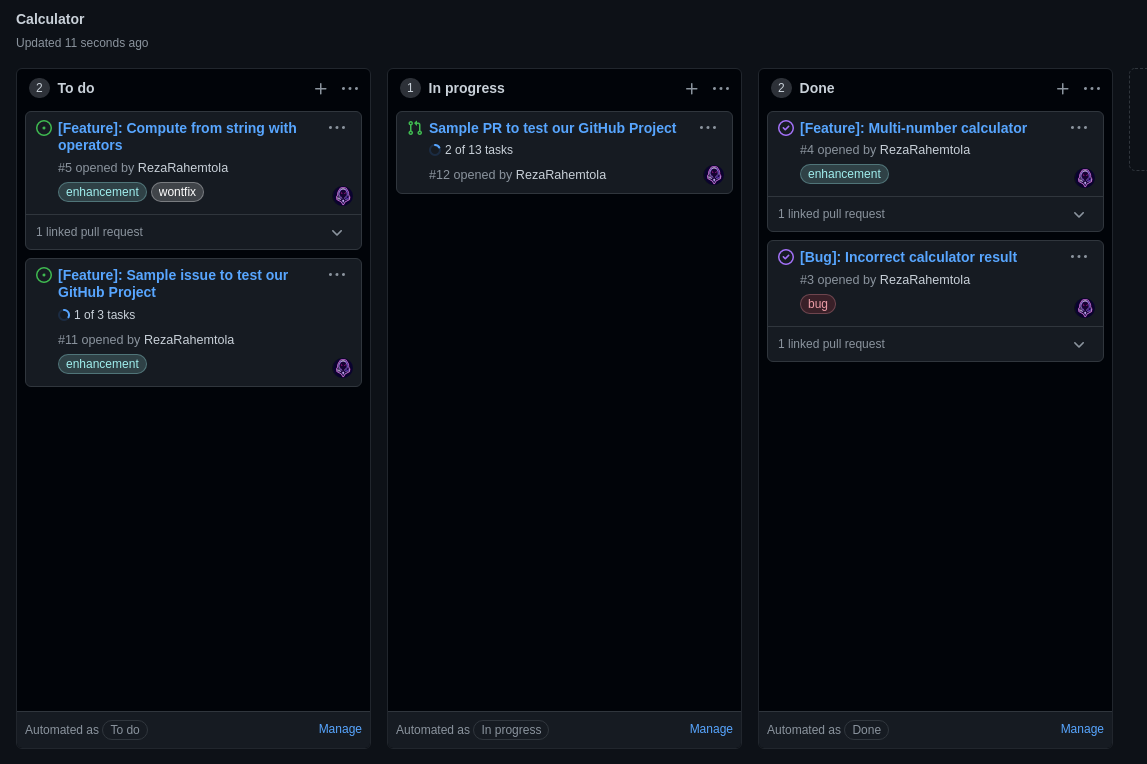 Calculator
Updated 11 seconds ago
2 To do
[Feature]: Compute from string with
operators
#5 opened by RezaRahemtola
enhancement wontfix
1 linked pull request
[Feature]: Sample issue to test our
GitHub Project
1 of 3 tasks
#11 opened by RezaRahemtola
enhancement
Automated as To do Manage
1 In progress
Sample PR to test our GitHub Project
2 of 13 tasks
#12 opened by RezaRahemtola
Automated as In progress Manage
2 Done
[Feature]: Multi-number calculator
#4 opened by RezaRahemtola
enhancement
1 linked pull request
[Bug]: Incorrect calculator result
#3 opened by RezaRahemtola
bug
1 linked pull request
Automated as Done Manage